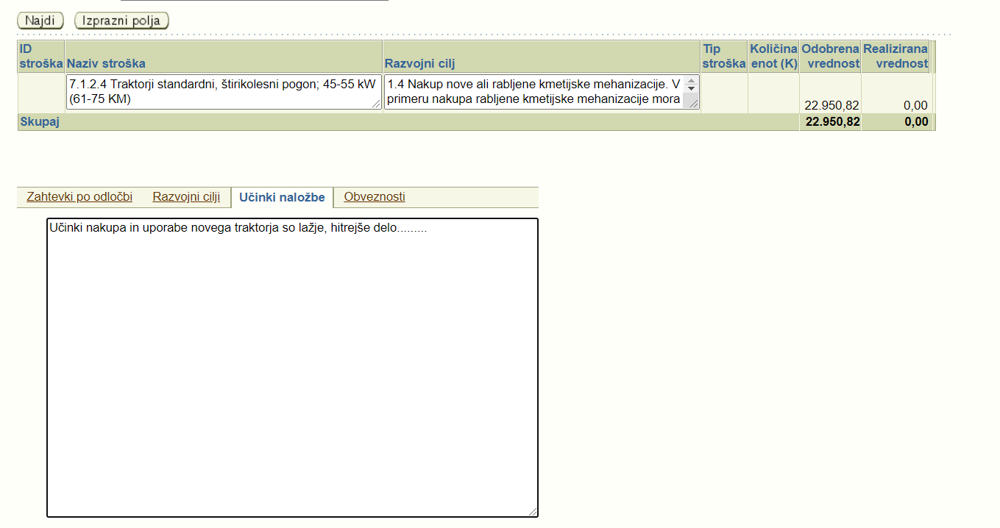 Najdi Izprazni polja
ID stroška Naziv stroška Razvojni cilj Tip stroška Količina enot (K) Odobrena vrednost Realizirana vrednost
7.1.2.4 Traktorji standardni, štirikolesni pogon; 45-55 kW
(61-75 KM)
1.4 Nakup nove ali rabljene kmetijske mehanizacije. V
primeru nakupa rabljene kmetijske mehanizacije mora
22.950,82 0,00
Skupaj 22.950,82 0,00
Zahtevki po odločbi Razvojni cilji Učinki naložbe Obveznosti
Učinki nakupa in uporabe novega traktorja so lažje, hitrejše delo.........